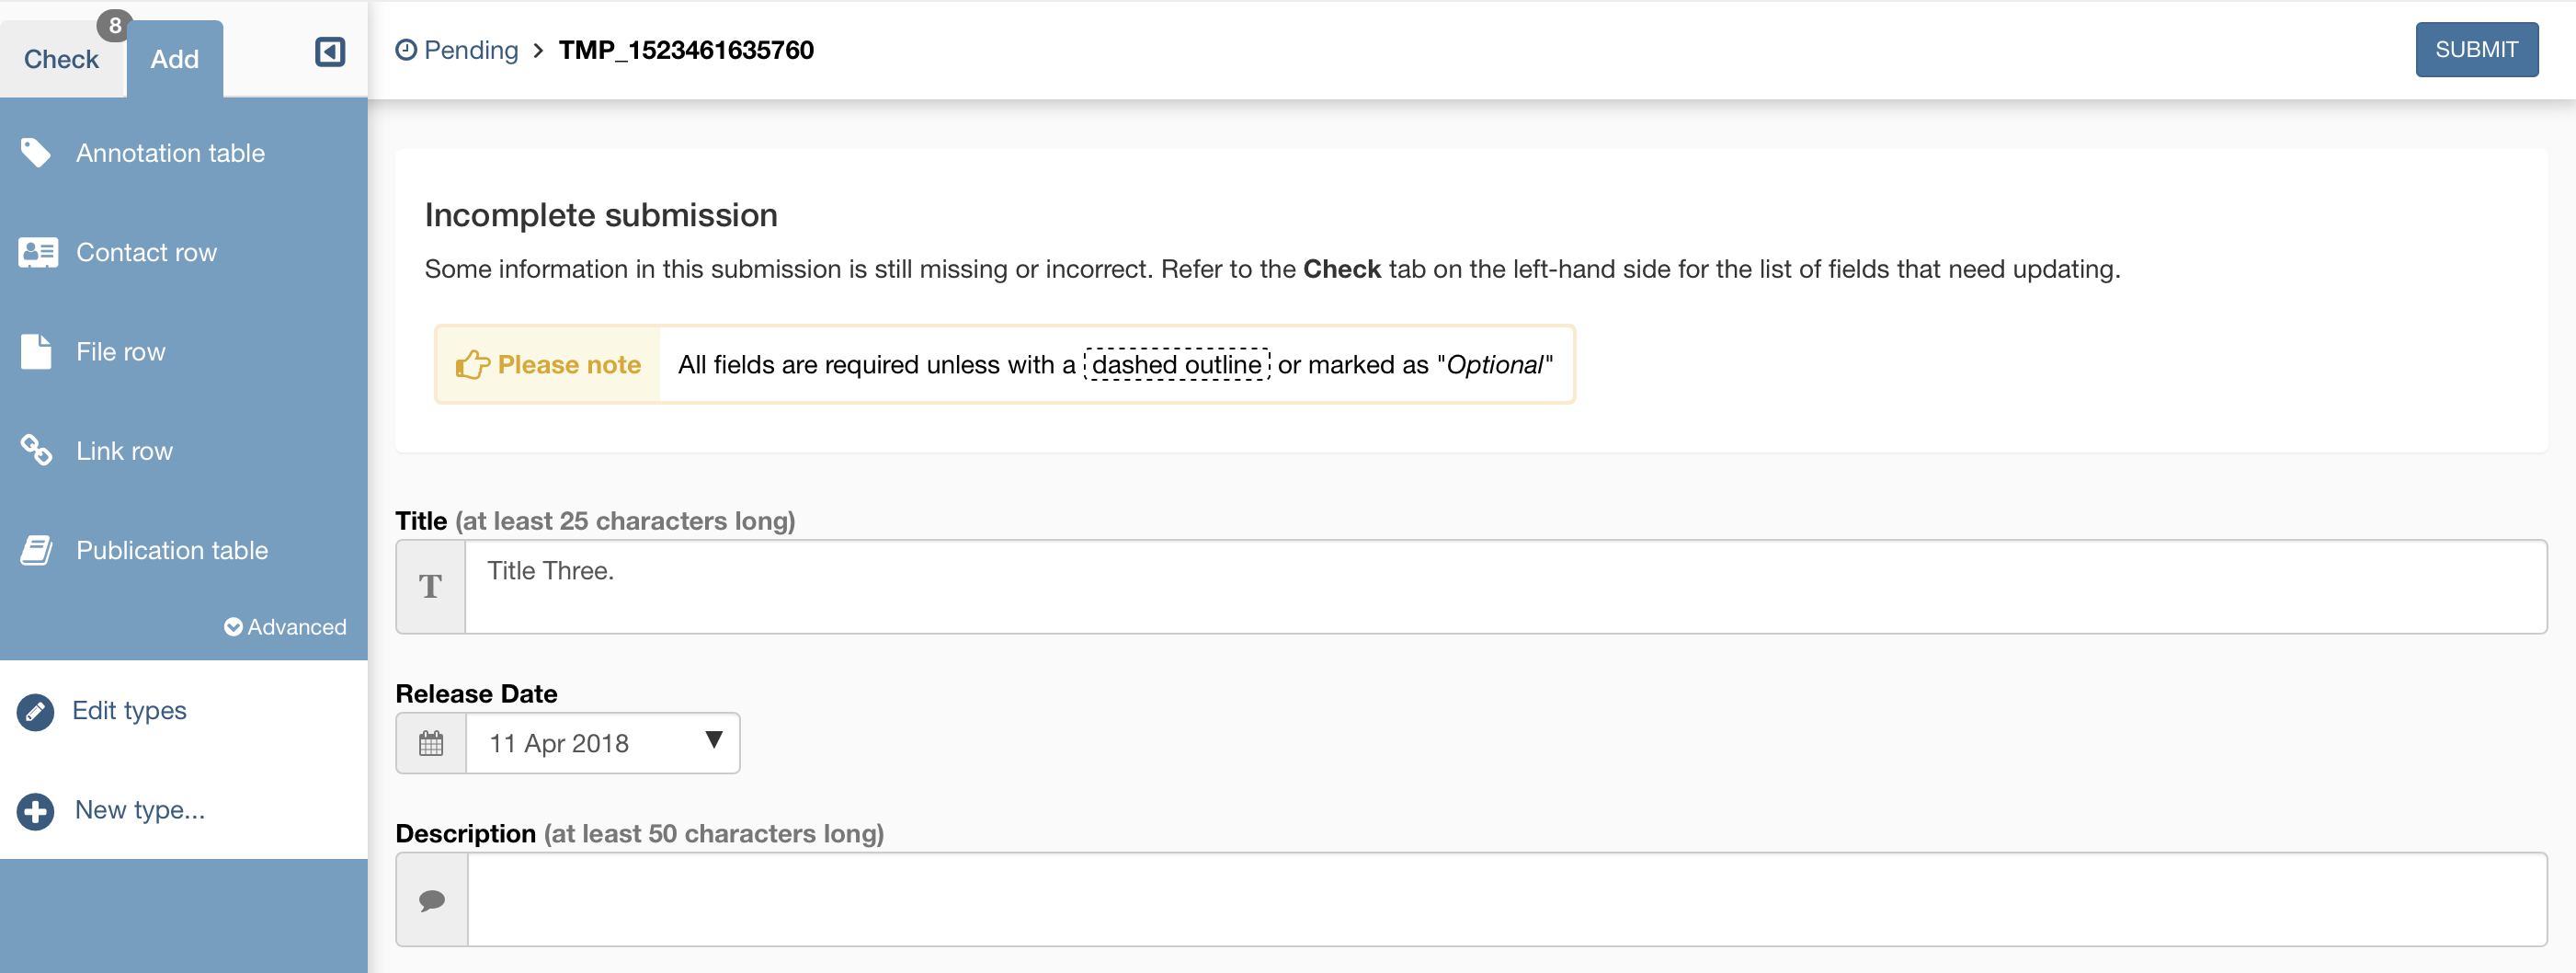 8
Check
Add
Annotation table
Contact row
File row
Link row
Publication table
Advanced
Edit types
New type...
Pending > TMP_1523461635760
SUBMIT
Incomplete submission
Some information in this submission is still missing or incorrect. Refer to the Check tab on the left-hand side for the list of fields that need updating.
Please note
All fields are required unless with a dashed outline or marked as "Optional"
Title (at least 25 characters long)
T
Title Three.
Release Date
11 Apr 2018
Description (at least 50 characters long)